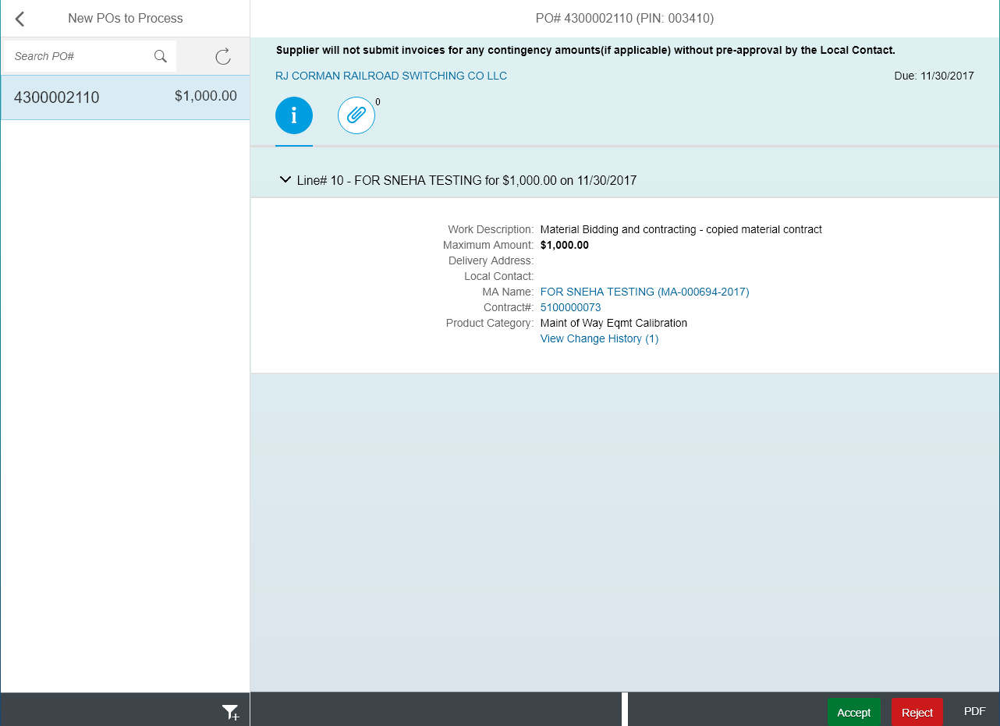 New POs to Process
Search PO#
4300002110 $1,000.00
PO# 4300002110 (PIN: 003410)
Supplier will not submit invoices for any contingency amounts(if applicable) without pre-approval by the Local Contact.
RJ CORMAN RAILROAD SWITCHING CO LLC Due: 11/30/2017
0
Line# 10 - FOR SNEHA TESTING for $1,000.00 on 11/30/2017
Work Description: Material Bidding and contracting - copied material contract
Maximum Amount: $1,000.00
Delivery Address:
Local Contact:
MA Name: FOR SNEHA TESTING (MA-000694-2017)
Contract#: 5100000073
Product Category: Maint of Way Eqmt Calibration
View Change History (1)
Accept Reject PDF